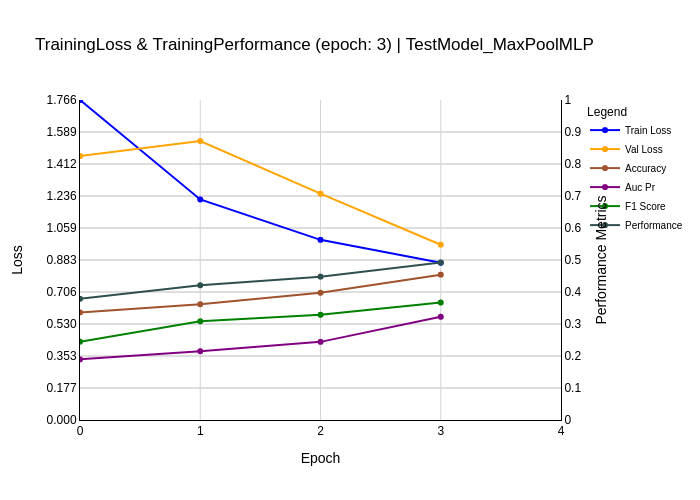 TrainingLoss & TrainingPerformance (epoch: 3) | TestModel_MaxPoolMLP
Legend
Train Loss
Val Loss
Accuracy
Auc Pr
F1 Score
Performance
Loss
1.766
1.589
1.412
1.236
1.059
0.883
0.706
0.530
0.353
0.177
0.000
1
0.9
0.8
0.7
0.6
0.5
0.4
0.3
0.2
0.1
0
Performance Metrics
0 1 2 3 4
Epoch